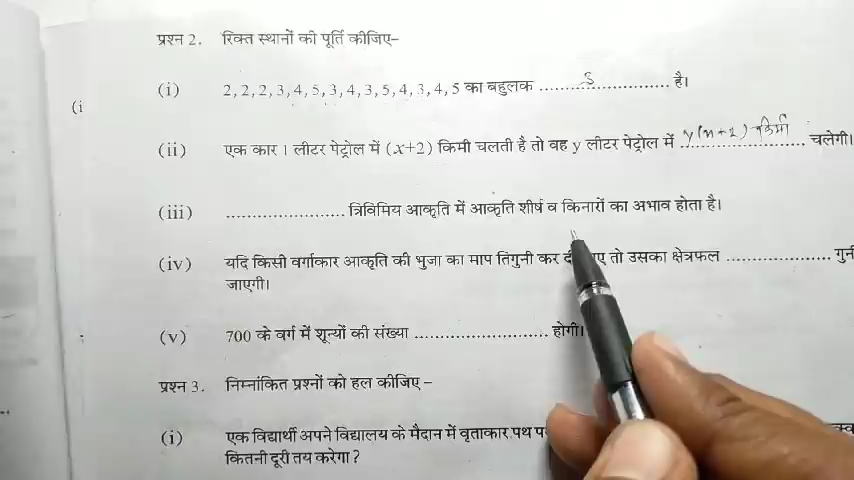 प्रश्न 2. रिक्त स्थानों की पूर्ति कीजिए–
(i
(i) 2, 2, 2, 3, 4, 5, 3, 4, 3, 5, 4, 3, 4, 5 का बहुलक ........3........ है।
(ii) एक कार 1 लीटर पेट्रोल में (x+2) किमी चलती है तो वह y लीटर पेट्रोल में y(x+2) किमी चलेगी।
(iii) ........................ त्रिविमिय आकृति में आकृति शीर्ष व किनारों का अभाव होता है।
(iv) यदि किसी वर्गाकार आकृति की भुजा का माप तिगुनी कर तो उसका क्षेत्रफल .................... गुनी
जाएगी।
(v) 700 के वर्ग में शून्यों की संख्या .......................... होगी।
प्रश्न 3. निम्नांकित प्रश्नों को हल कीजिए –
(i) एक विद्यार्थी अपने विद्यालय के मैदान में वृताकार पथ
कितनी दूरी तय करेगा?